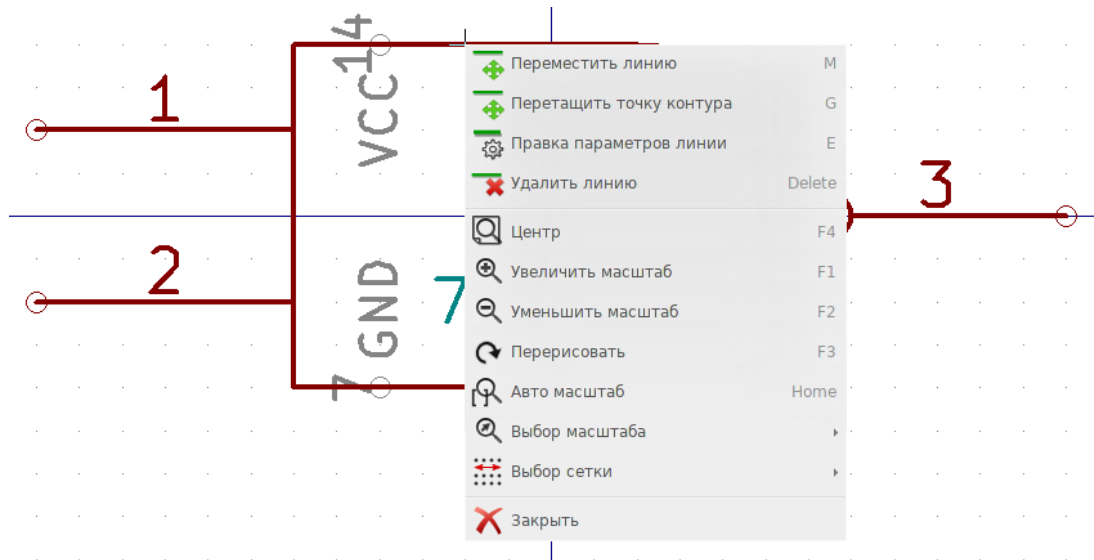 14
VCC
1
2
3
GND
7
7
Переместить линию M
Перетащить точку контура G
Правка параметров линии E
Удалить линию Delete
Центр F4
Увеличить масштаб F1
Уменьшить масштаб F2
Перерисовать F3
Авто масштаб Home
Выбор масштаба
Выбор сетки
Закрыть